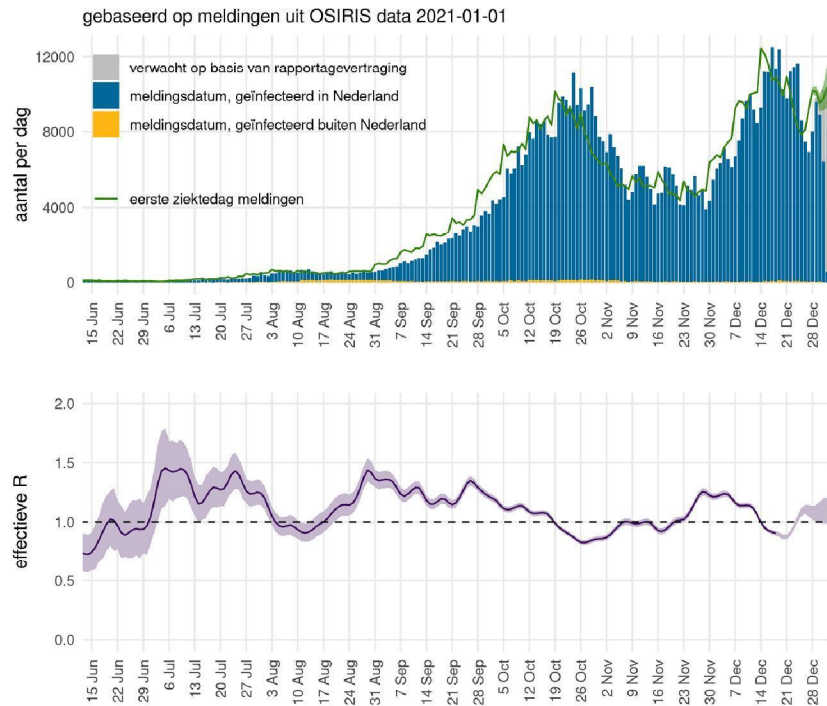 gebaseerd op meldingen uit OSIRIS data 2021-01-01
12000
8000
4000
0
aantal per dag
verwacht op basis van rapportagevertraging
meldingsdatum, geïnfecteerd in Nederland
meldingsdatum, geïnfecteerd buiten Nederland
eerste ziektedag meldingen
15 Jun
22 Jun
29 Jun
6 Jul
13 Jul
20 Jul
27 Jul
3 Aug
10 Aug
17 Aug
24 Aug
31 Aug
7 Sep
14 Sep
21 Sep
28 Sep
5 Oct
12 Oct
19 Oct
26 Oct
2 Nov
9 Nov
16 Nov
23 Nov
30 Nov
7 Dec
14 Dec
21 Dec
28 Dec
2.0
1.5
1.0
0.5
0.0
effectieve R
15 Jun
22 Jun
29 Jun
6 Jul
13 Jul
20 Jul
27 Jul
3 Aug
10 Aug
17 Aug
24 Aug
31 Aug
7 Sep
14 Sep
21 Sep
28 Sep
5 Oct
12 Oct
19 Oct
26 Oct
2 Nov
9 Nov
16 Nov
23 Nov
30 Nov
7 Dec
14 Dec
21 Dec
28 Dec